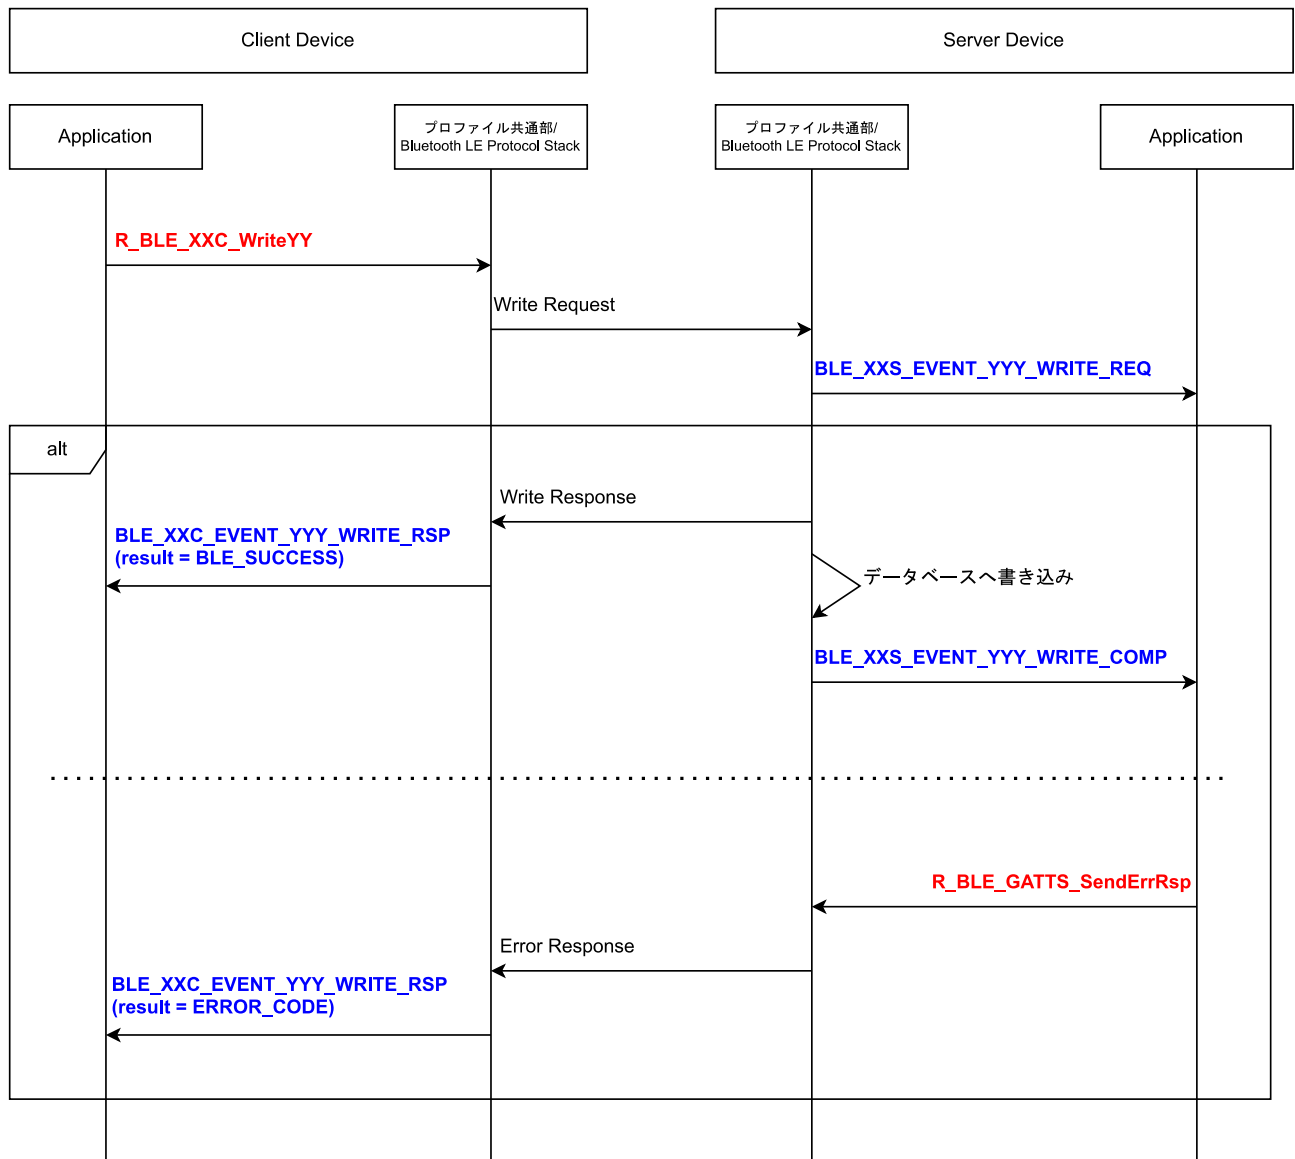 Client Device
Server Device
Application
プロファイル共通部/
Bluetooth LE Protocol Stack
プロファイル共通部/
Bluetooth LE Protocol Stack
Application
R_BLE_XXC_WriteYY
Write Request
BLE_XXS_EVENT_YYY_WRITE_REQ
alt
Write Response
BLE_XXC_EVENT_YYY_WRITE_RSP
(result = BLE_SUCCESS)
データベースへ書き込み
BLE_XXS_EVENT_YYY_WRITE_COMP
R_BLE_GATTS_SendErrRsp
Error Response
BLE_XXC_EVENT_YYY_WRITE_RSP
(result = ERROR_CODE)